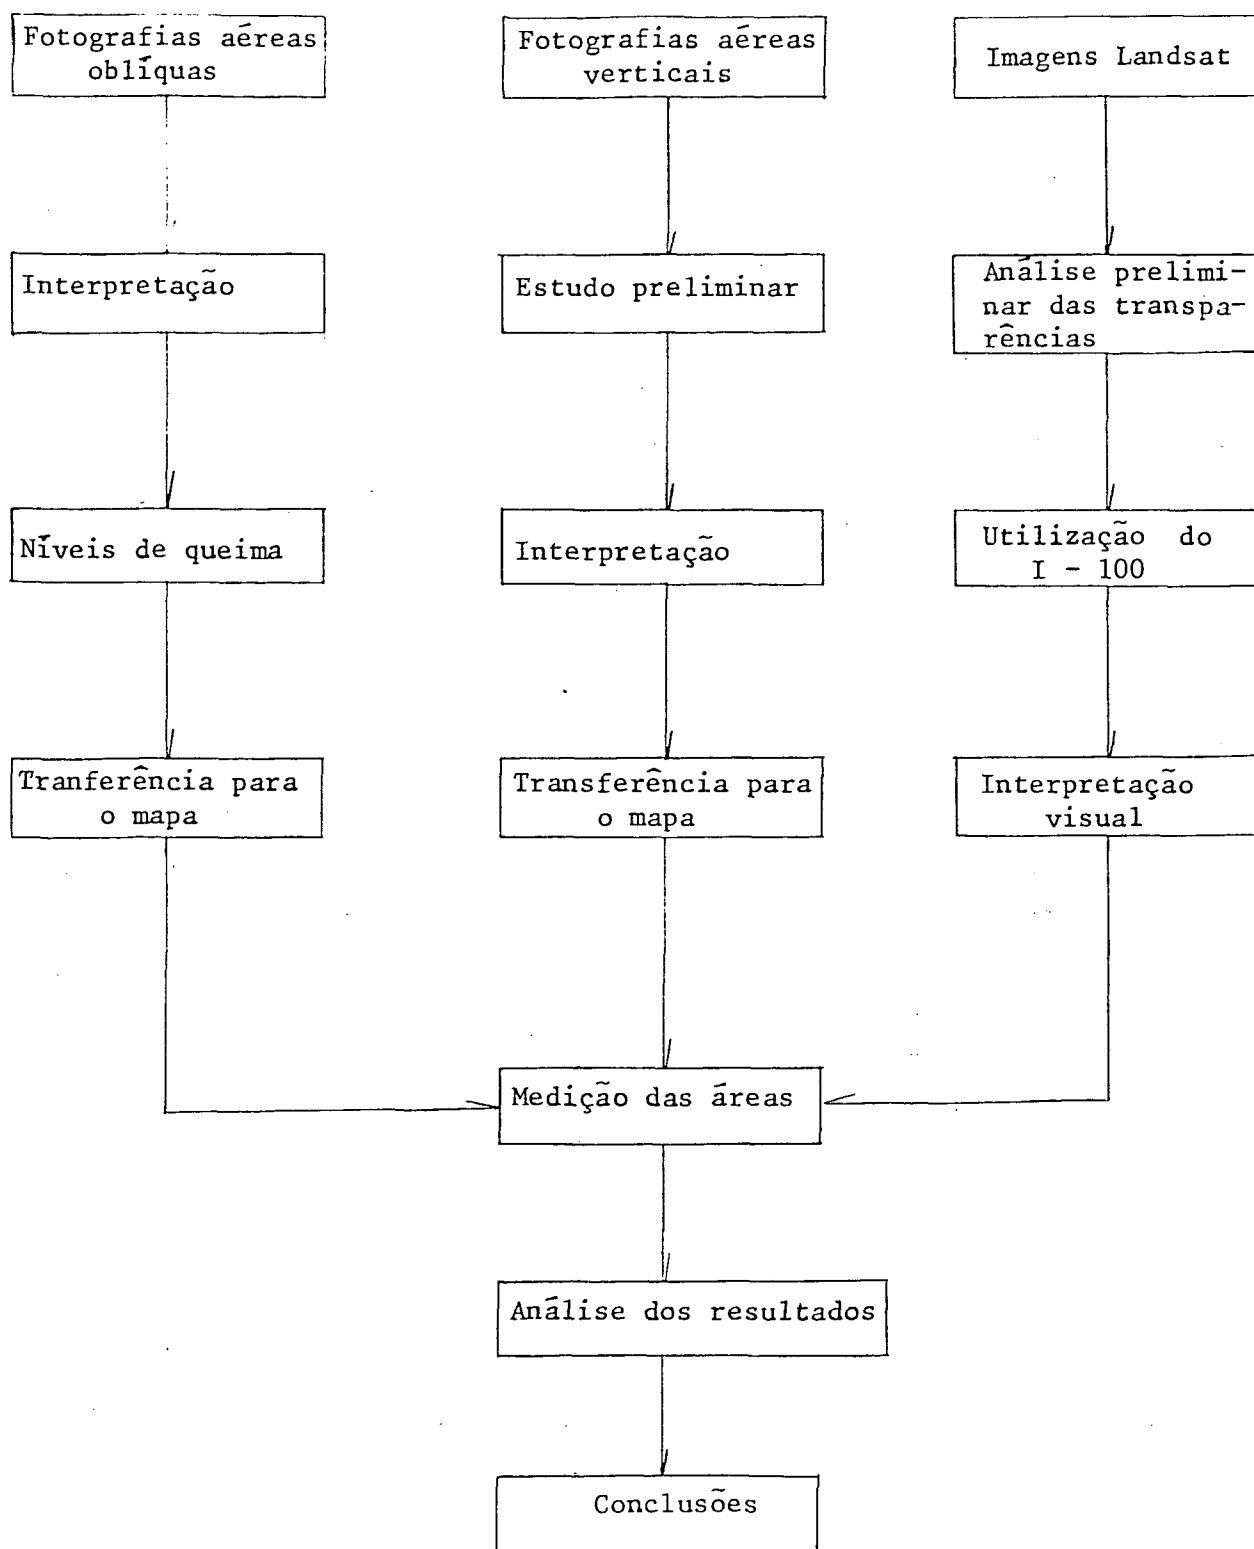 Fotografias aéreas
oblíquas
Fotografias aéreas
verticais
Imagens Landsat
Interpretação
Estudo preliminar
Análise prelimi-
nar das transpa-
rências
Níveis de queima
Interpretação
Utilização do
I - 100
Tranferência para
o mapa
Transferência para
o mapa
Interpretação
visual
Medição das áreas
Análise dos resultados
Conclusões